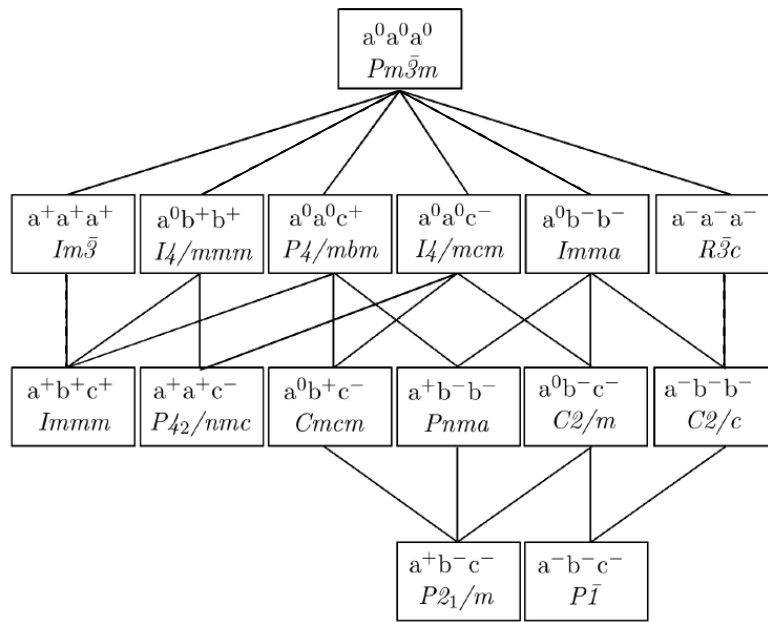 a⁰a⁰a⁰
Pm3̄m
a⁺a⁺a⁺
Im3̄
a⁰b⁺b⁺
I4/mmm
a⁰a⁰c⁺
P4/mbm
a⁰a⁰c⁻
I4/mcm
a⁰b⁻b⁻
Imma
a⁻a⁻a⁻
R3̄c
a⁺b⁺c⁺
Immm
a⁺a⁺c⁻
P4₂/nmc
a⁰b⁺c⁻
Cmcm
a⁺b⁻b⁻
Pnma
a⁰b⁻c⁻
C2/m
a⁻b⁻b⁻
C2/c
a⁺b⁻c⁻
P2₁/m
a⁻b⁻c⁻
P1̄